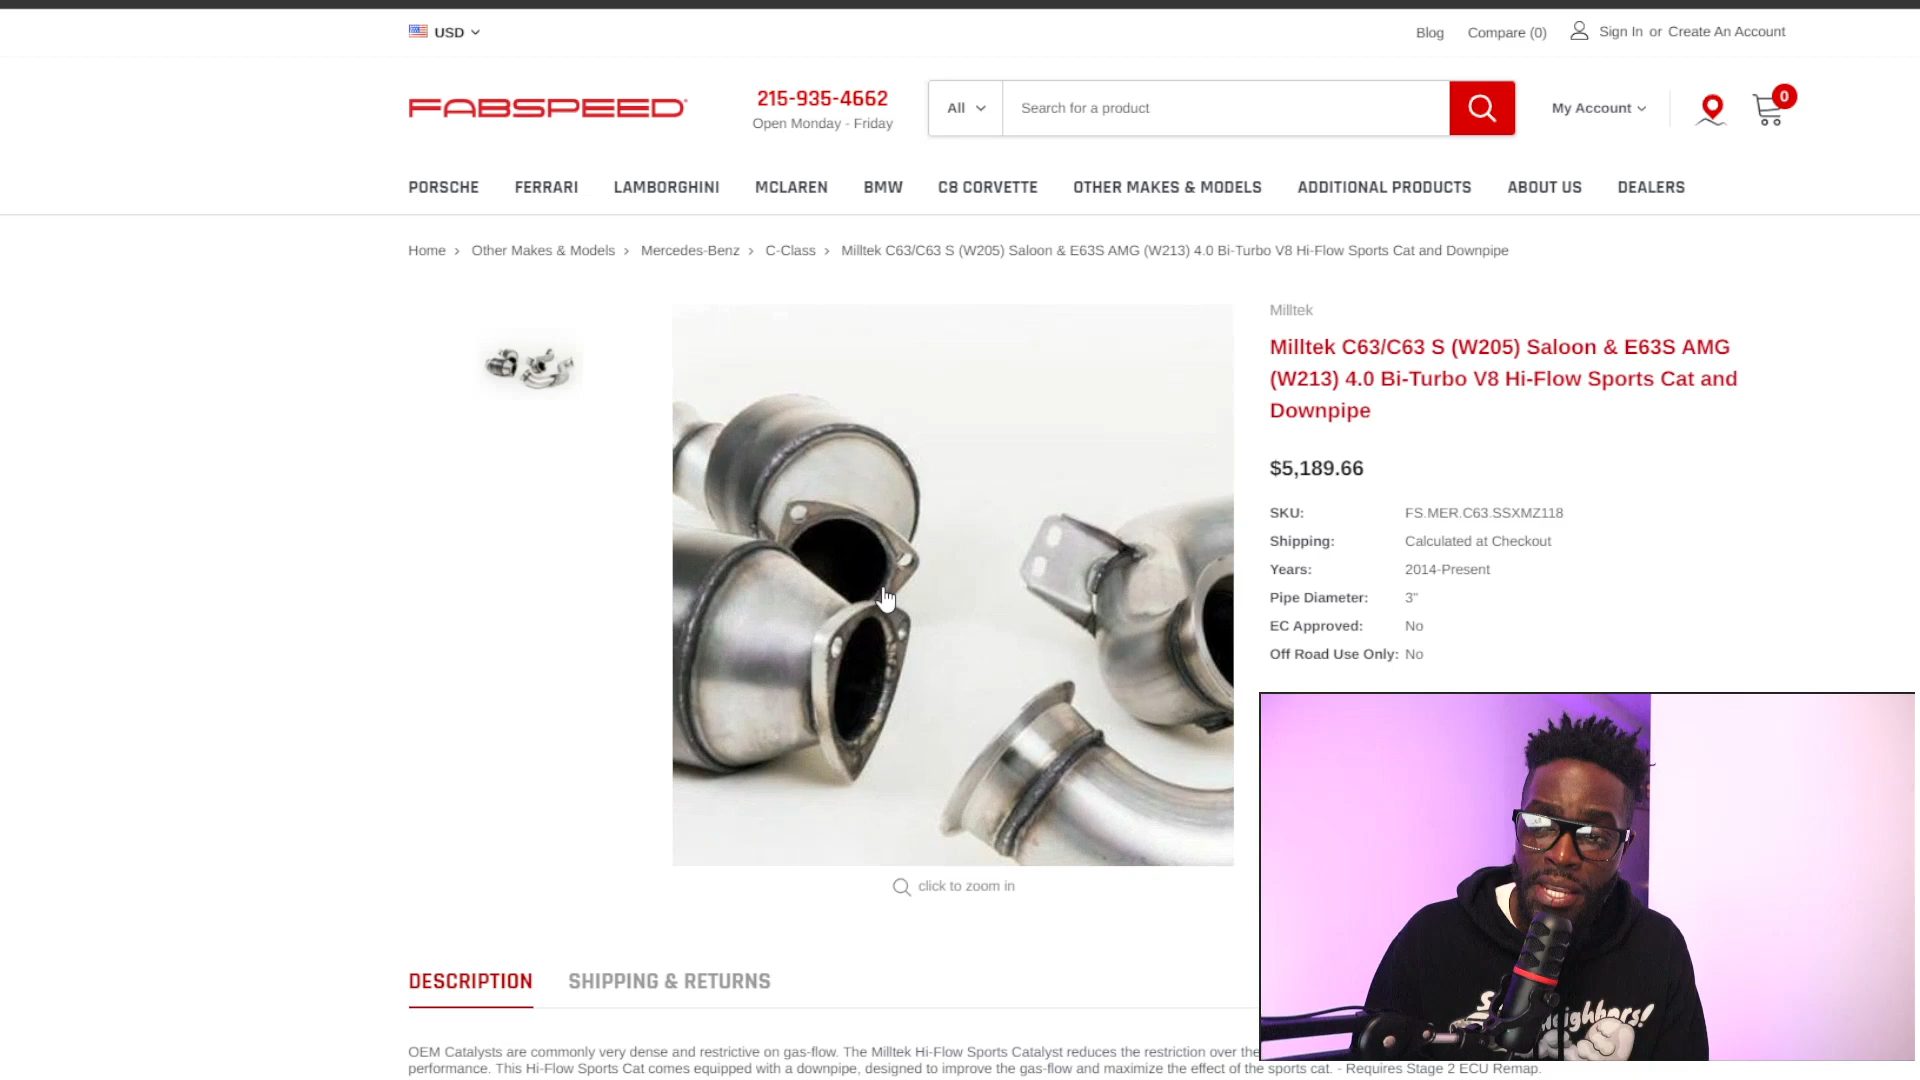 USD
Blog Compare (0) Sign In or Create An Account
FABSPEED
215-935-4662
Open Monday - Friday
All
Search for a product
My Account
0
PORSCHE FERRARI LAMBORGHINI MCLAREN BMW C8 CORVETTE OTHER MAKES & MODELS ADDITIONAL PRODUCTS ABOUT US DEALERS
Home > Other Makes & Models > Mercedes-Benz > C-Class > Milltek C63/C63 S (W205) Saloon & E63S AMG (W213) 4.0 Bi-Turbo V8 Hi-Flow Sports Cat and Downpipe
Milltek
Milltek C63/C63 S (W205) Saloon & E63S AMG
(W213) 4.0 Bi-Turbo V8 Hi-Flow Sports Cat and
Downpipe
$5,189.66
SKU: FS.MER.C63.SSXMZ118
Shipping: Calculated at Checkout
Years: 2014-Present
Pipe Diameter: 3"
EC Approved: No
Off Road Use Only: No
click to zoom in
DESCRIPTION SHIPPING & RETURNS
OEM Catalysts are commonly very dense and restrictive on gas-flow. The Milltek Hi-Flow Sports Catalyst reduces the restriction over the
performance. This Hi-Flow Sports Cat comes equipped with a downpipe, designed to improve the gas-flow and maximize the effect of the sports cat. - Requires Stage 2 ECU Remap.